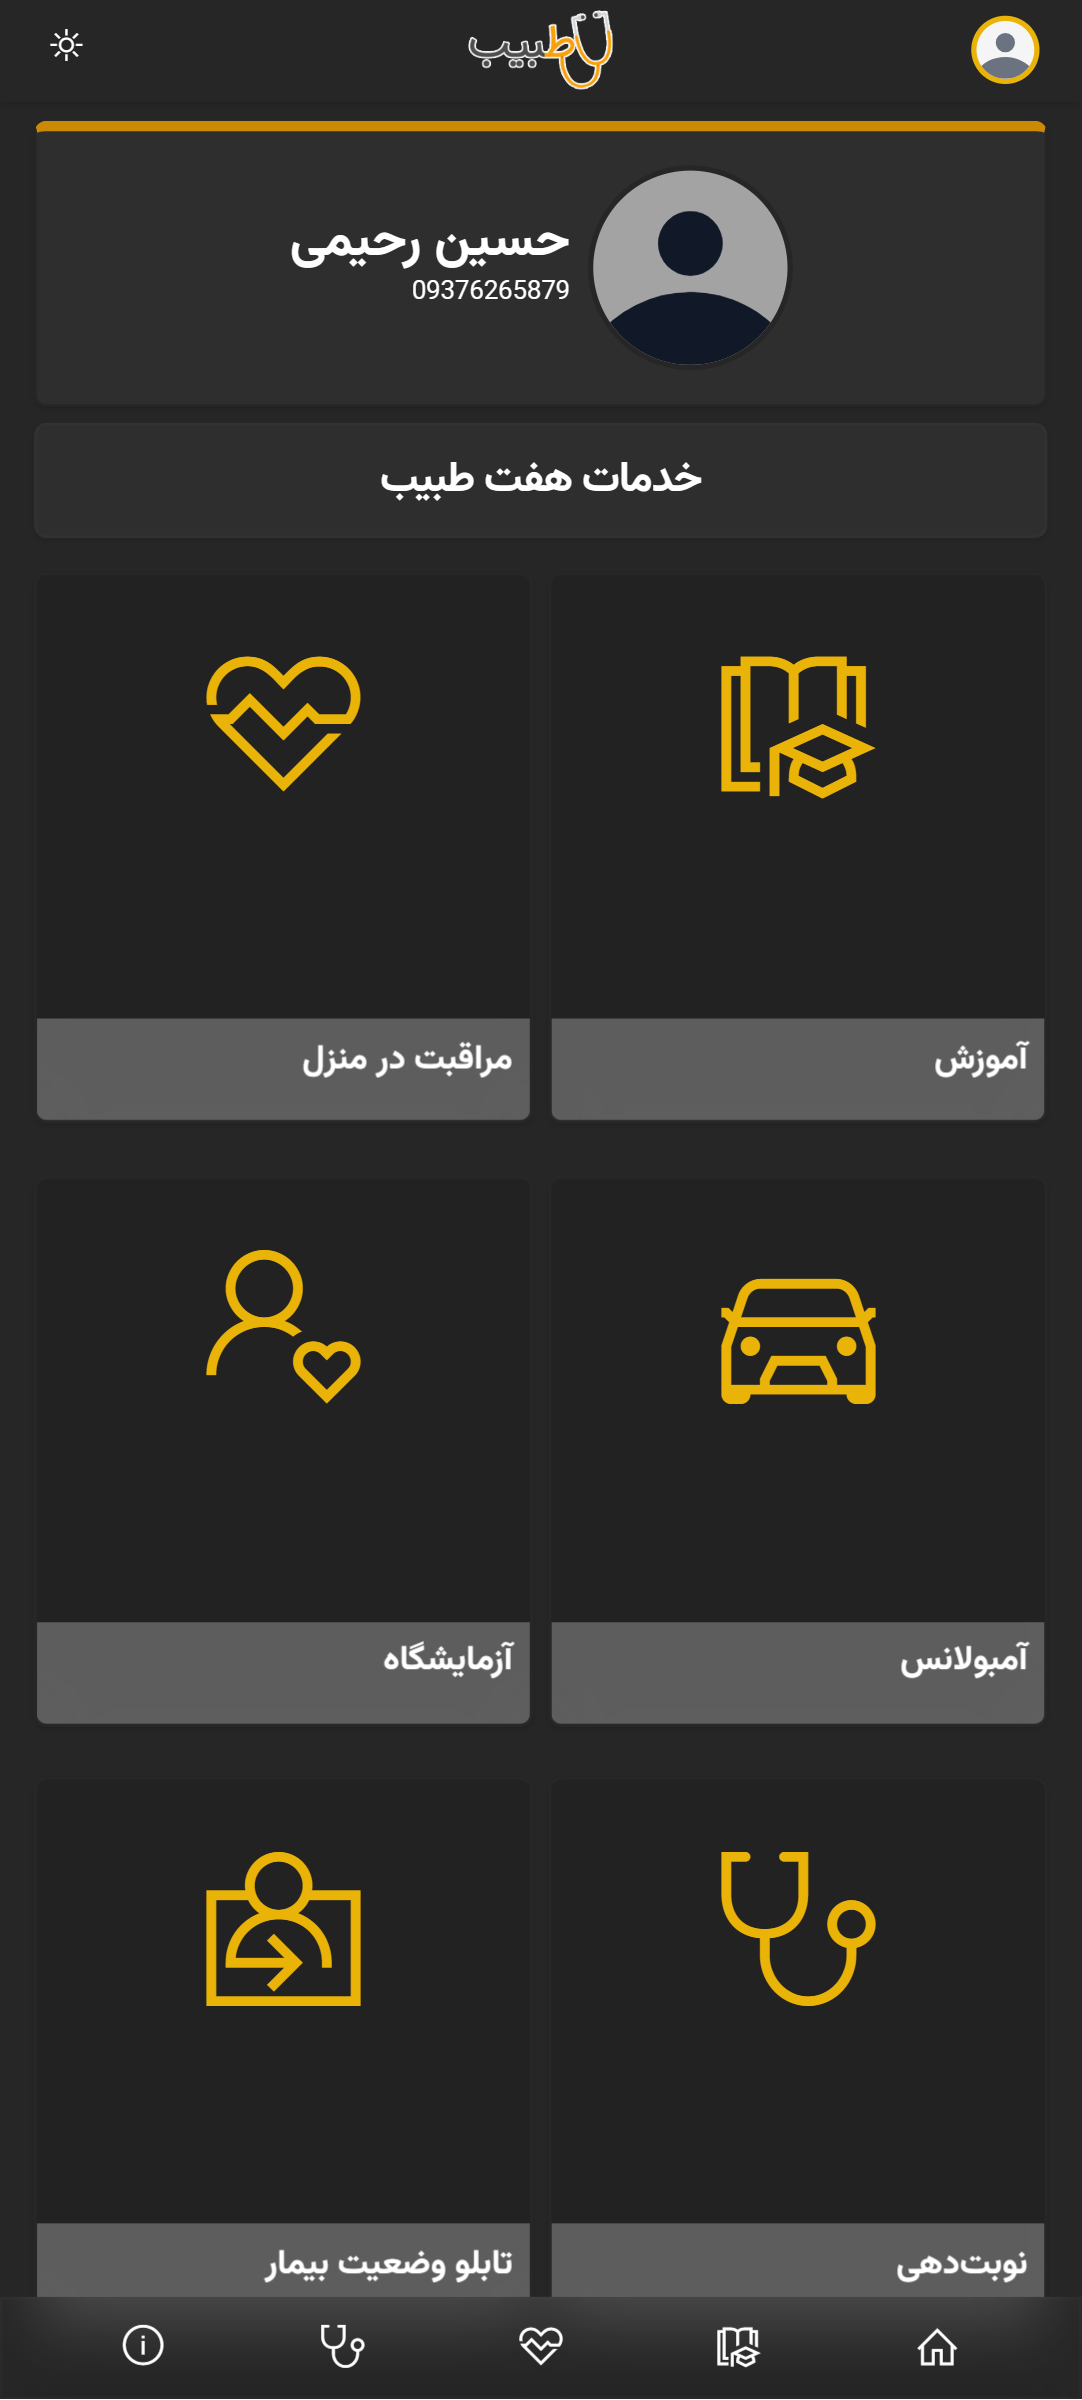 طبیب
حسین رحیمی
09376265879
خدمات هفت طبیب
آموزش
مراقبت در منزل
آمبولانس
آزمایشگاه
نوبت‌دهی
تابلو وضعیت بیمار